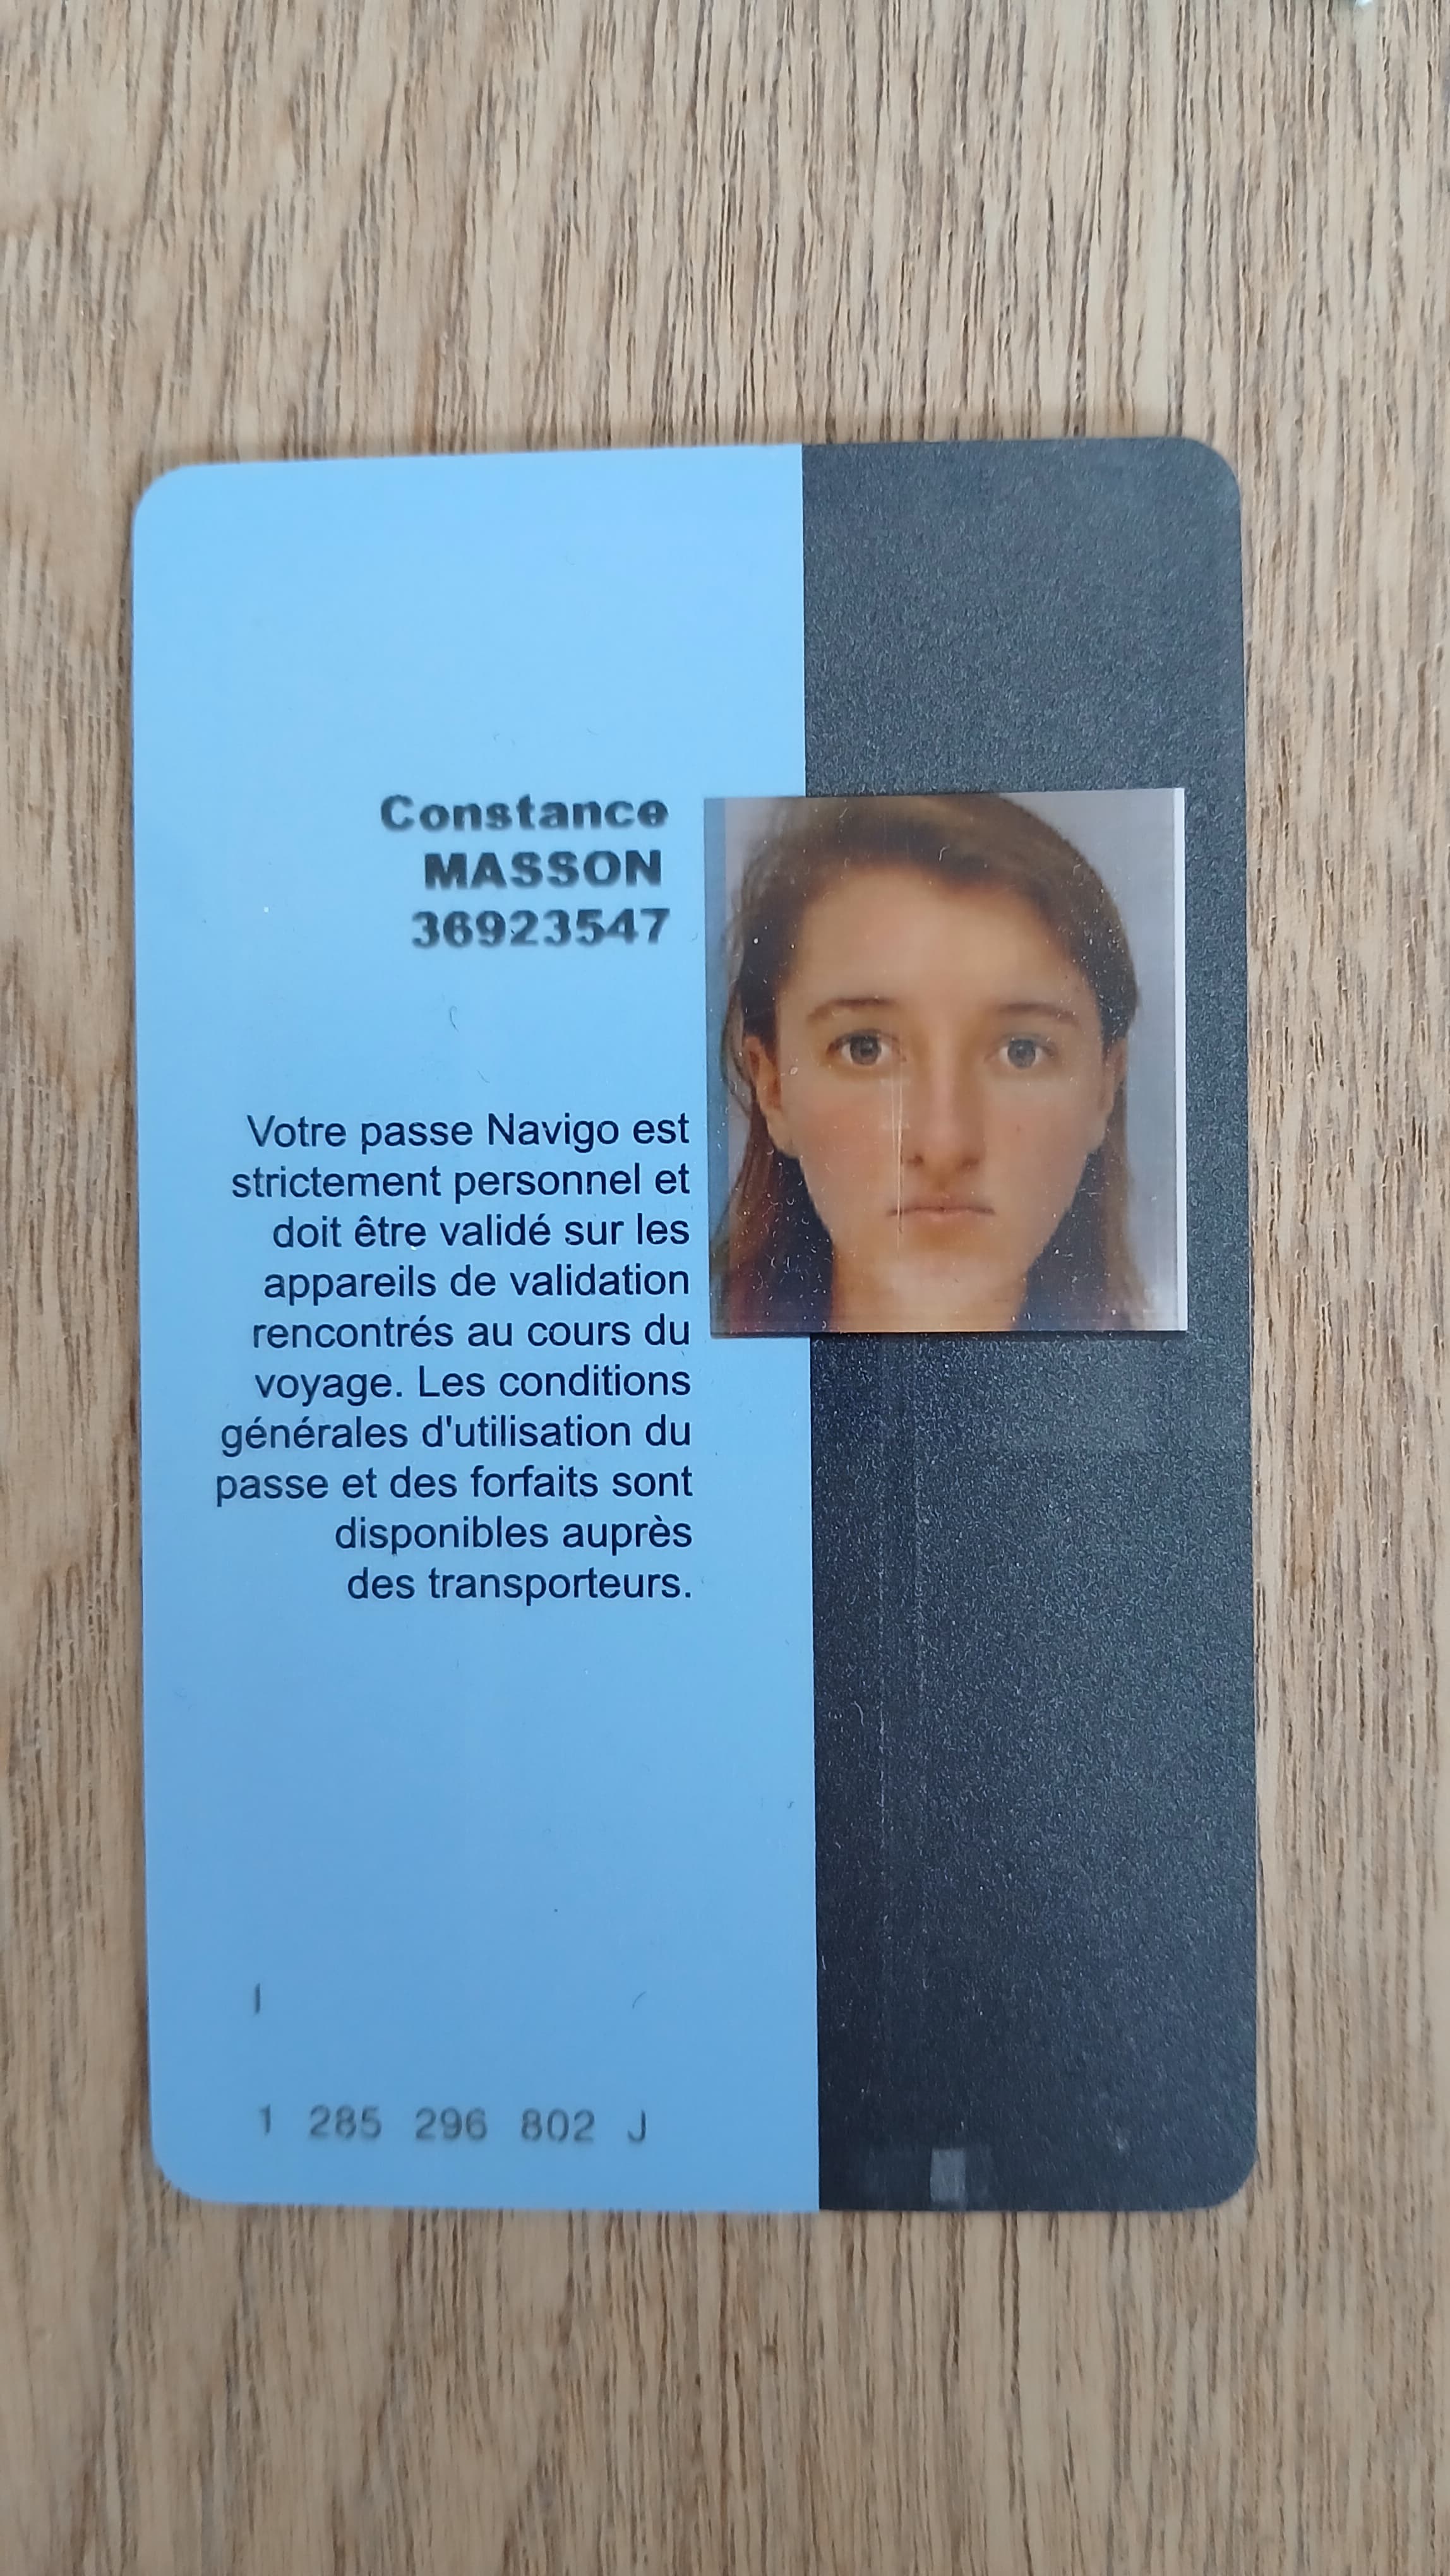 Constance
MASSON
36923547
Votre passe Navigo est
strictement personnel et
doit être validé sur les
appareils de validation
rencontrés au cours du
voyage. Les conditions
générales d'utilisation du
passe et des forfaits sont
disponibles auprès
des transporteurs.
I
1 285 296 802 J